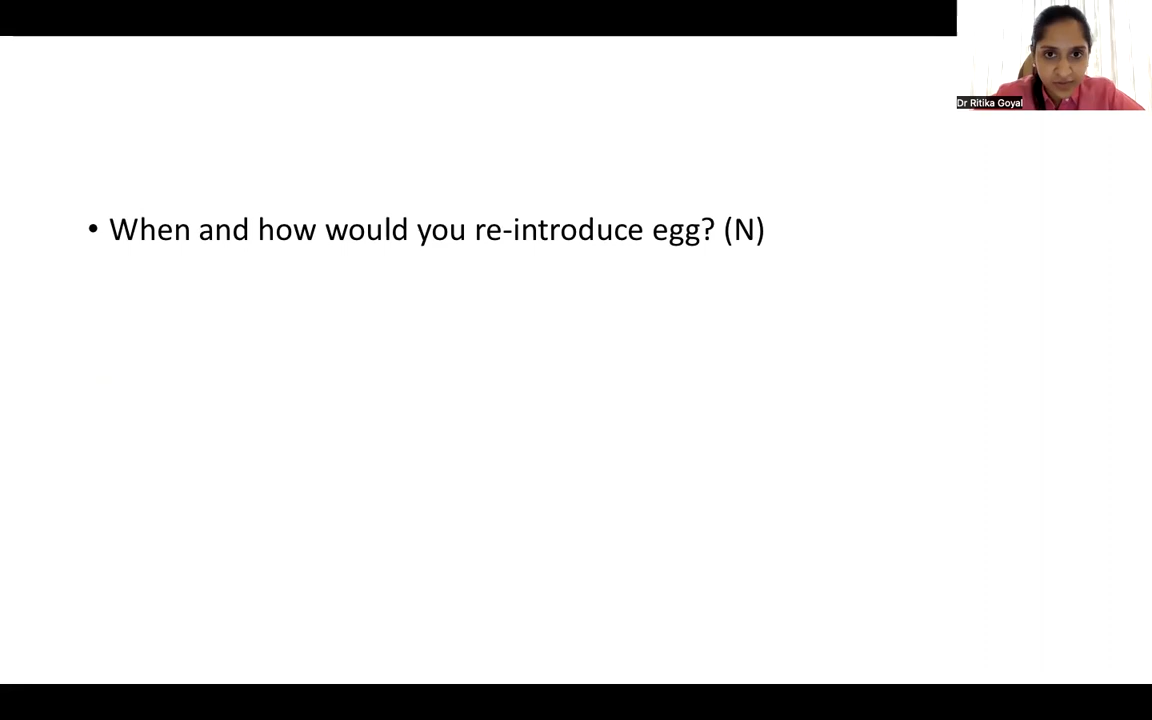 Dr Ritika Goyal
• When and how would you re-introduce egg? (N)